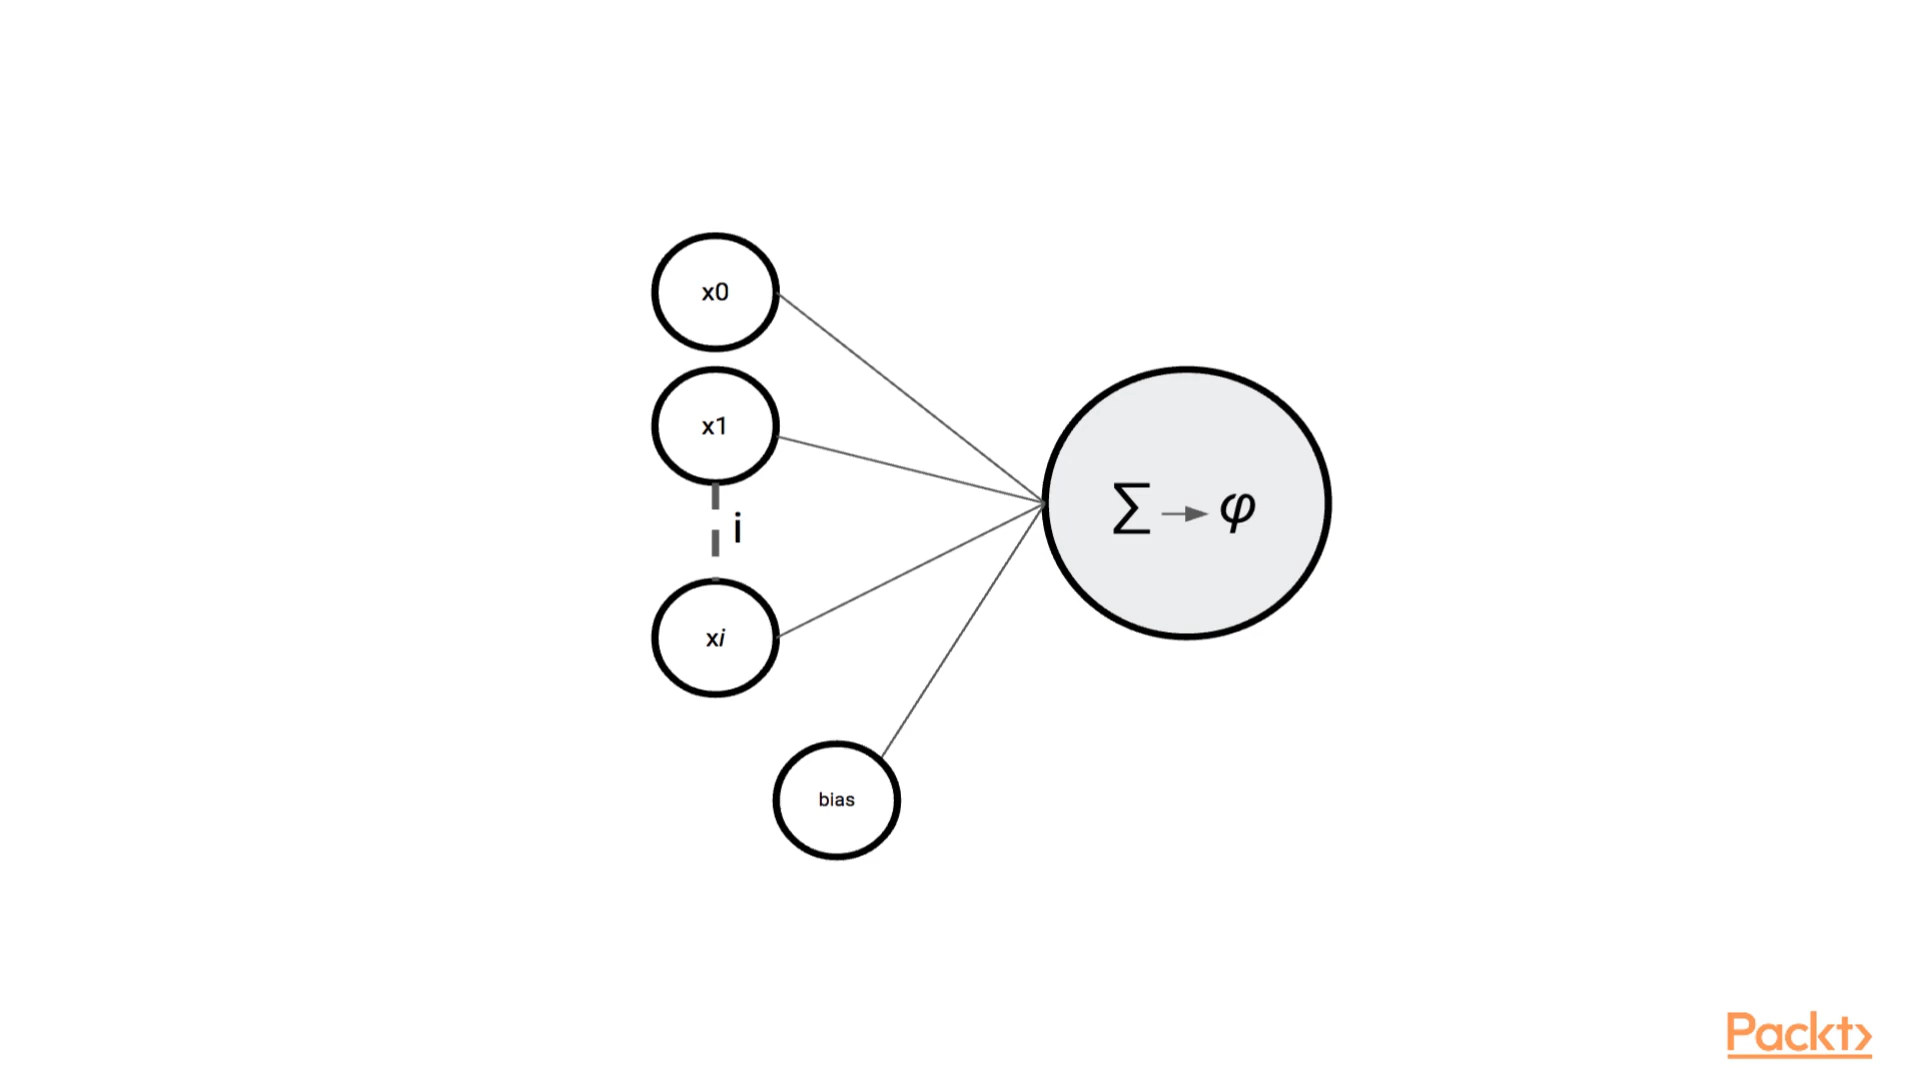 x0
x1
i
xi
∑ → φ
bias
Packt>